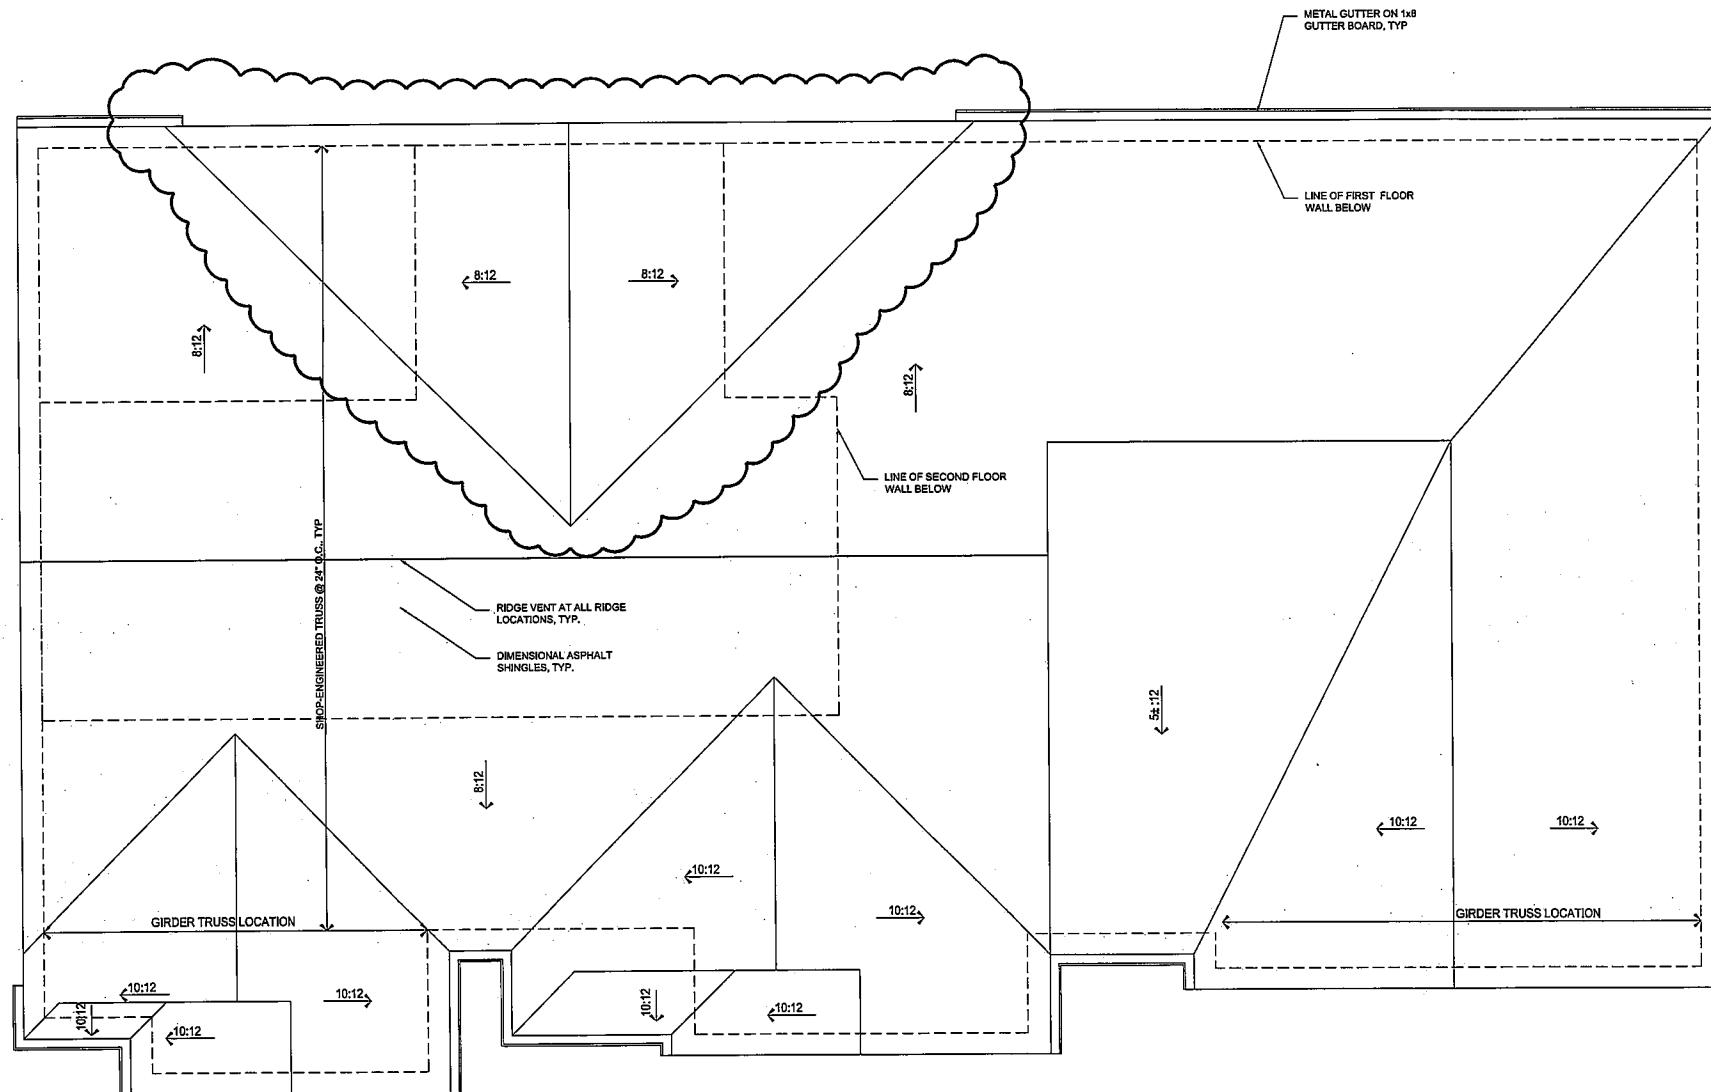 METAL GUTTER ON 1x8
GUTTER BOARD, TYP
LINE OF FIRST FLOOR
WALL BELOW
8:12
8:12
8:12
8:12
LINE OF SECOND FLOOR
WALL BELOW
SHOP-ENGINEERED TRUSS @ 24" O.C., TYP
RIDGE VENT AT ALL RIDGE
LOCATIONS, TYP.
DIMENSIONAL ASPHALT
SHINGLES, TYP.
5± :12
8:12
10:12
10:12
10:12
10:12
GIRDER TRUSS LOCATION
GIRDER TRUSS LOCATION
10:12
10:12
10:12
10:12
10:12
10:12